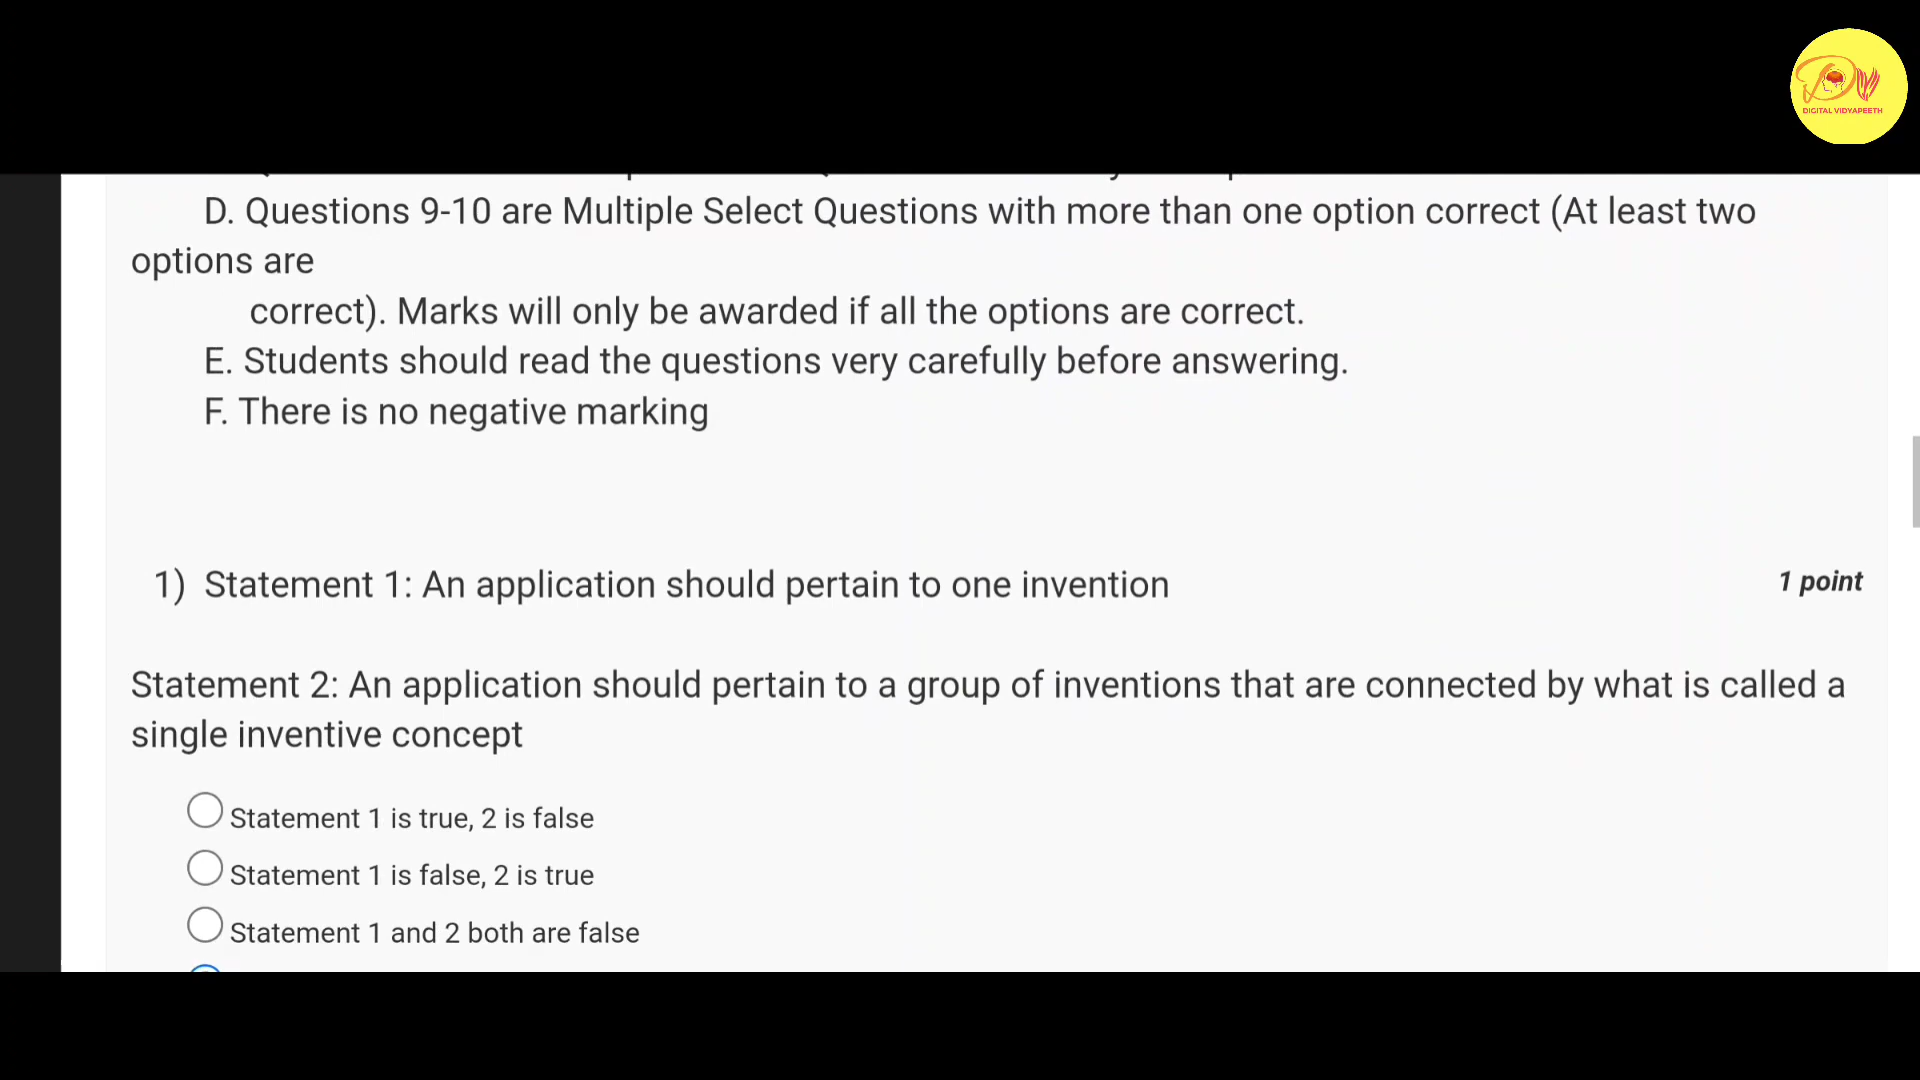 DIGITAL VIDYAPEETH
D. Questions 9-10 are Multiple Select Questions with more than one option correct (At least two
options are
correct). Marks will only be awarded if all the options are correct.
E. Students should read the questions very carefully before answering.
F. There is no negative marking
1) Statement 1: An application should pertain to one invention
1 point
Statement 2: An application should pertain to a group of inventions that are connected by what is called a
single inventive concept
Statement 1 is true, 2 is false
Statement 1 is false, 2 is true
Statement 1 and 2 both are false